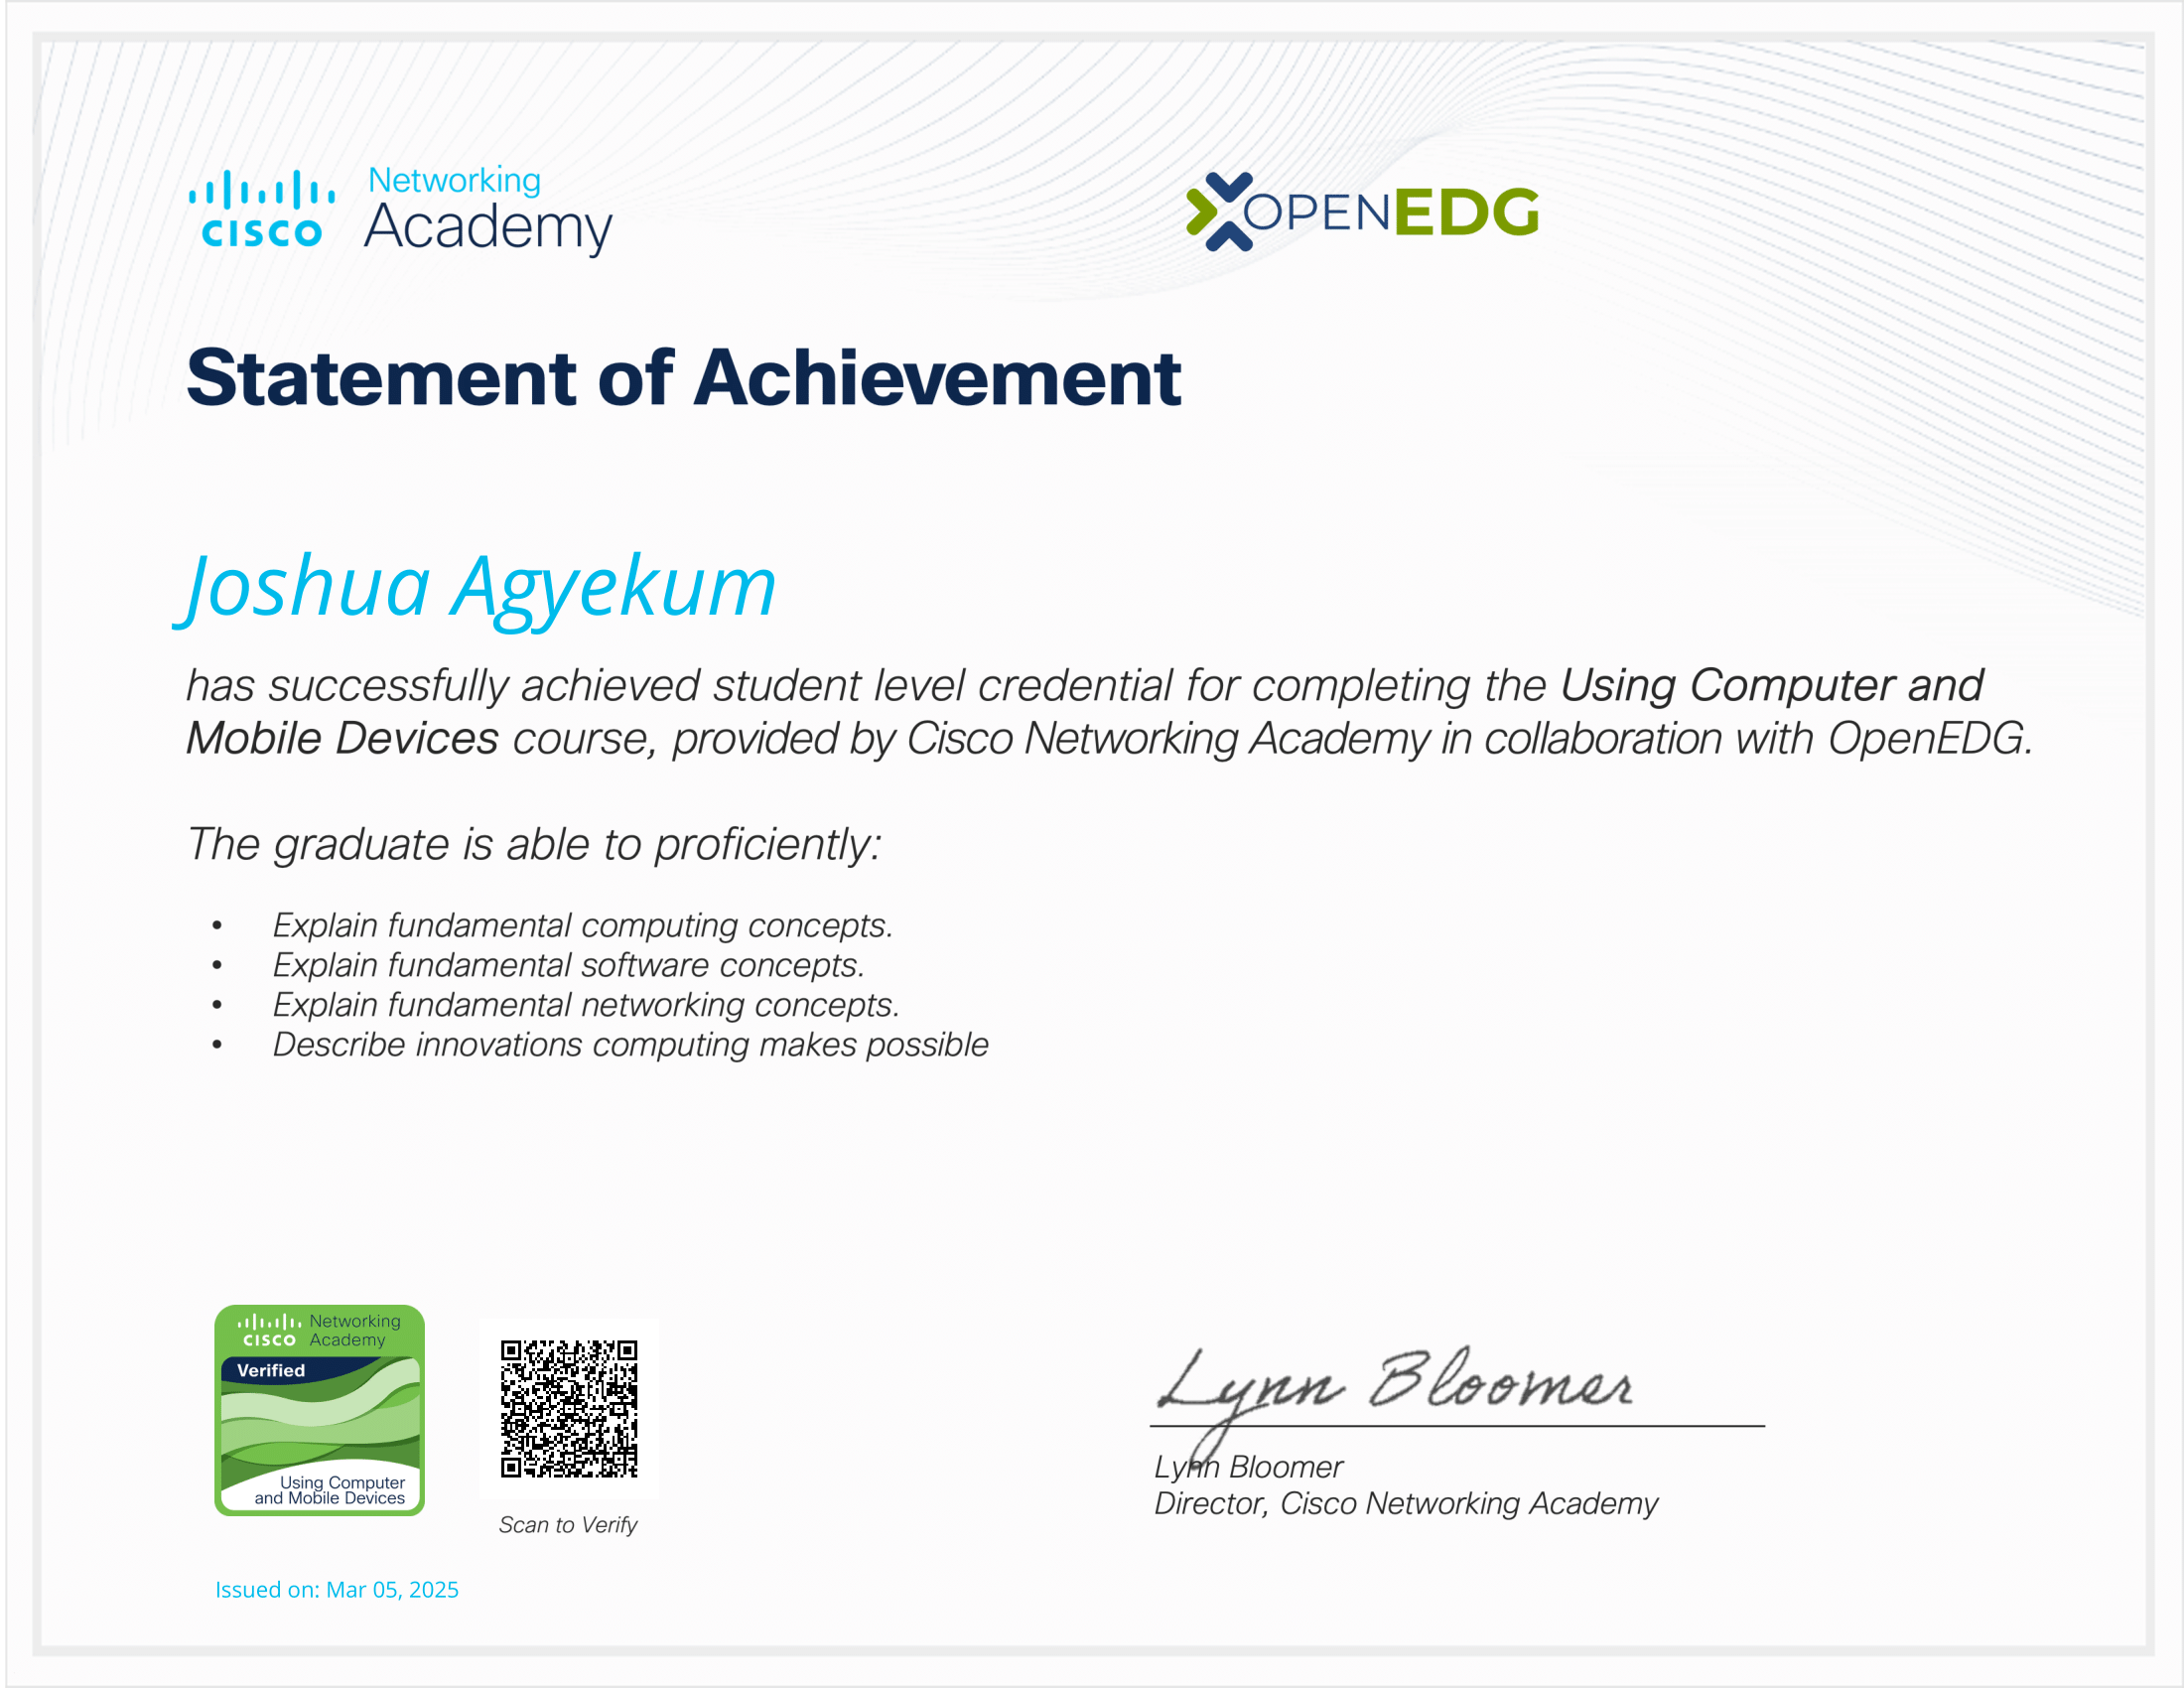 Networking
CISCO Academy
OPENEDG
Statement of Achievement
Joshua Agyekum
has successfully achieved student level credential for completing the Using Computer and
Mobile Devices course, provided by Cisco Networking Academy in collaboration with OpenEDG.
The graduate is able to proficiently:
• Explain fundamental computing concepts.
• Explain fundamental software concepts.
• Explain fundamental networking concepts.
• Describe innovations computing makes possible
Networking
CISCO Academy
Verified
Using Computer
and Mobile Devices
Scan to Verify
Issued on: Mar 05, 2025
Lynn Bloomer
Lynn Bloomer
Director, Cisco Networking Academy